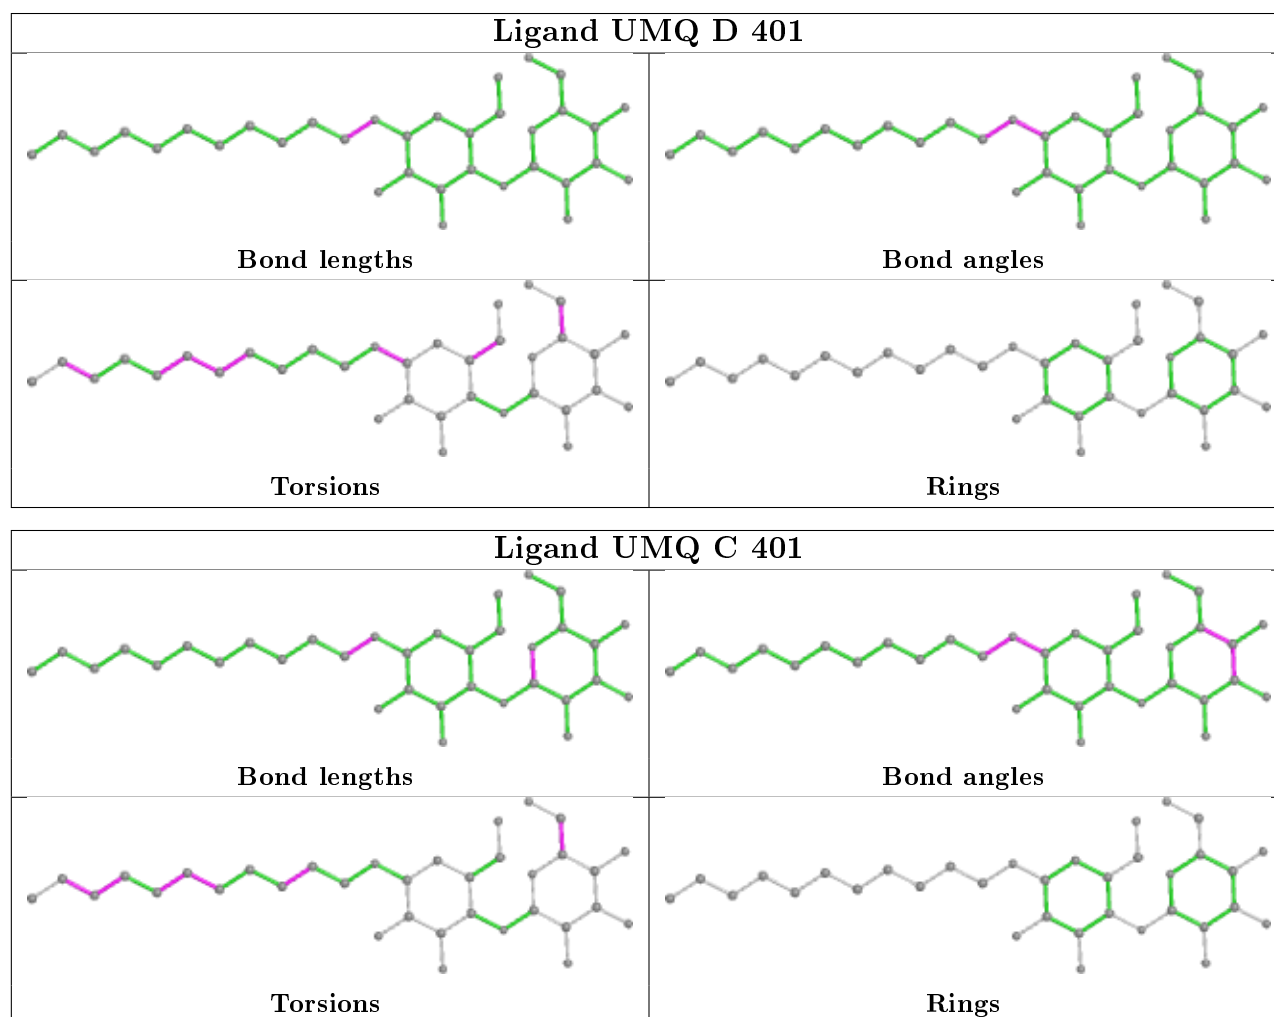 Ligand UMQ D 401
Bond lengths
Bond angles
Torsions
Rings
Ligand UMQ C 401
Bond lengths
Bond angles
Torsions
Rings